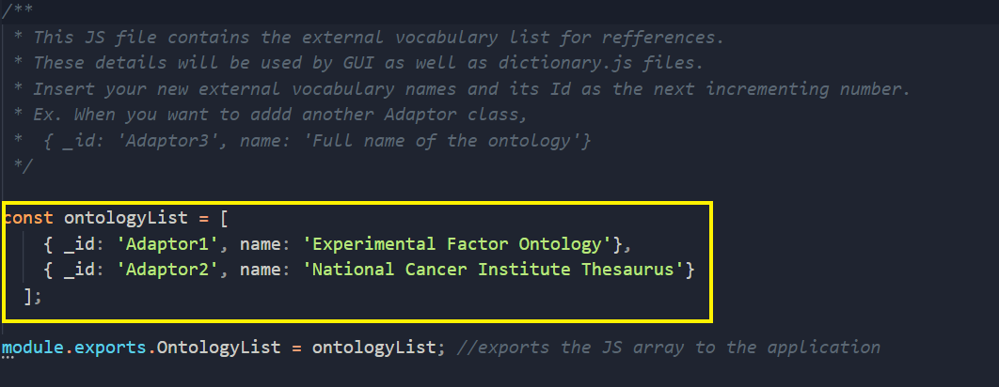 /**
* This JS file contains the external vocabulary list for refferences.
* These details will be used by GUI as well as dictionary.js files.
* Insert your new external vocabulary names and its Id as the next incrementing number.
* Ex. When you want to addd another Adaptor class,
*  { _id: 'Adaptor3', name: 'Full name of the ontology'}
*/
const ontologyList = [
{ _id: 'Adaptor1', name: 'Experimental Factor Ontology'},
{ _id: 'Adaptor2', name: 'National Cancer Institute Thesaurus'}
];
module.exports.OntologyList = ontologyList; //exports the JS array to the application